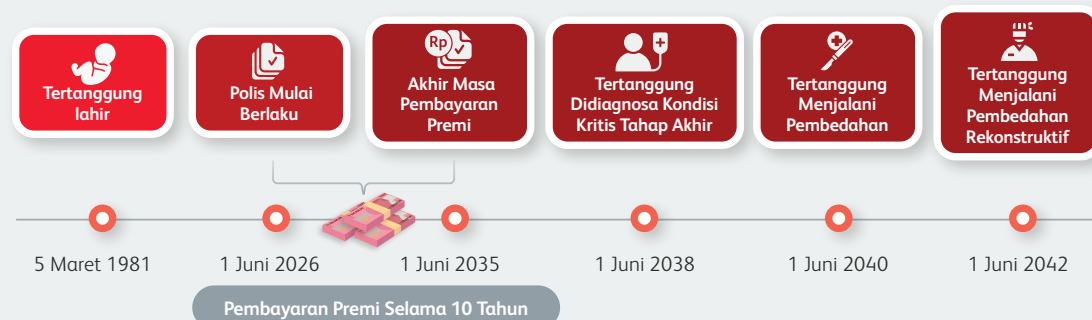 Tertanggung
lahir
Polis Mulai
Berlaku
Rp
Akhir Masa
Pembayaran
Premi
Tertanggung
Didiagnosa Kondisi
Kritis Tahap Akhir
Tertanggung
Menjalani
Pembedahan
Tertanggung
Menjalani
Pembedahan
Rekonstruktif
5 Maret 1981
1 Juni 2026
1 Juni 2035
1 Juni 2038
1 Juni 2040
1 Juni 2042
Pembayaran Premi Selama 10 Tahun